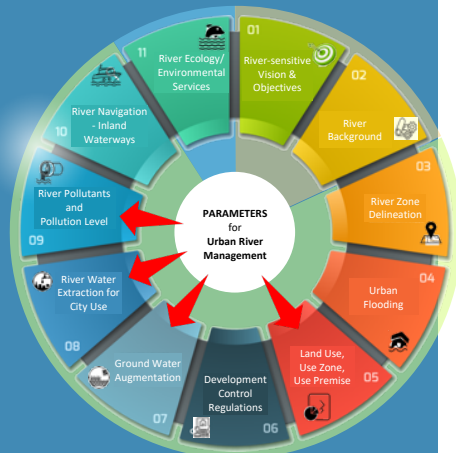 PARAMETERS
for
Urban River
Management
01
River-sensitive
Vision &
Objectives
02
River
Background
03
River Zone
Delineation
04
Urban
Flooding
Land Use,
Use Zone,
Use Premise
05
Development
Control
Regulations
06
Ground Water
Augmentation
07
River Water
Extraction for
City Use
08
River Pollutants
and
Pollution Level
09
River Navigation
- Inland
Waterways
10
11
River Ecology/
Environmental
Services